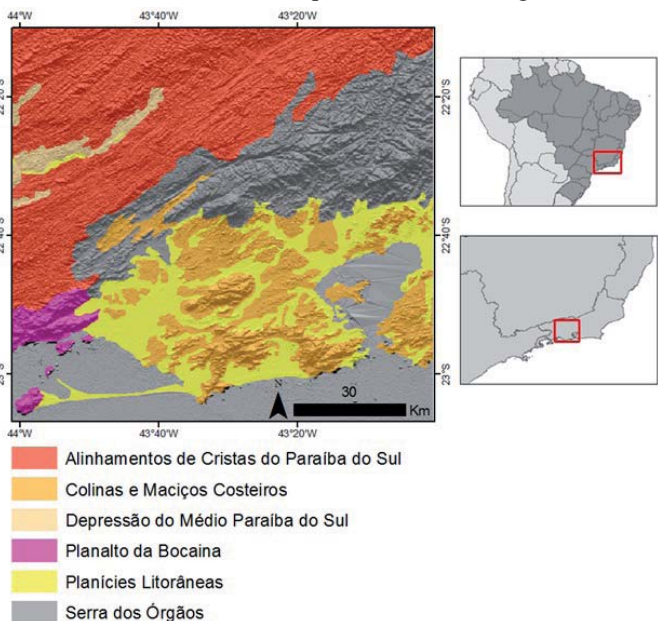 44°W 43°40'W 43°20'W
22°20'S 22°20'S
22°40'S 22°40'S
23°S 23°S
N
30
Km
44°W 43°40'W 43°20'W
Alinhamentos de Cristas do Paraíba do Sul
Colinas e Maciços Costeiros
Depressão do Médio Paraíba do Sul
Planalto da Bocaina
Planícies Litorâneas
Serra dos Órgãos